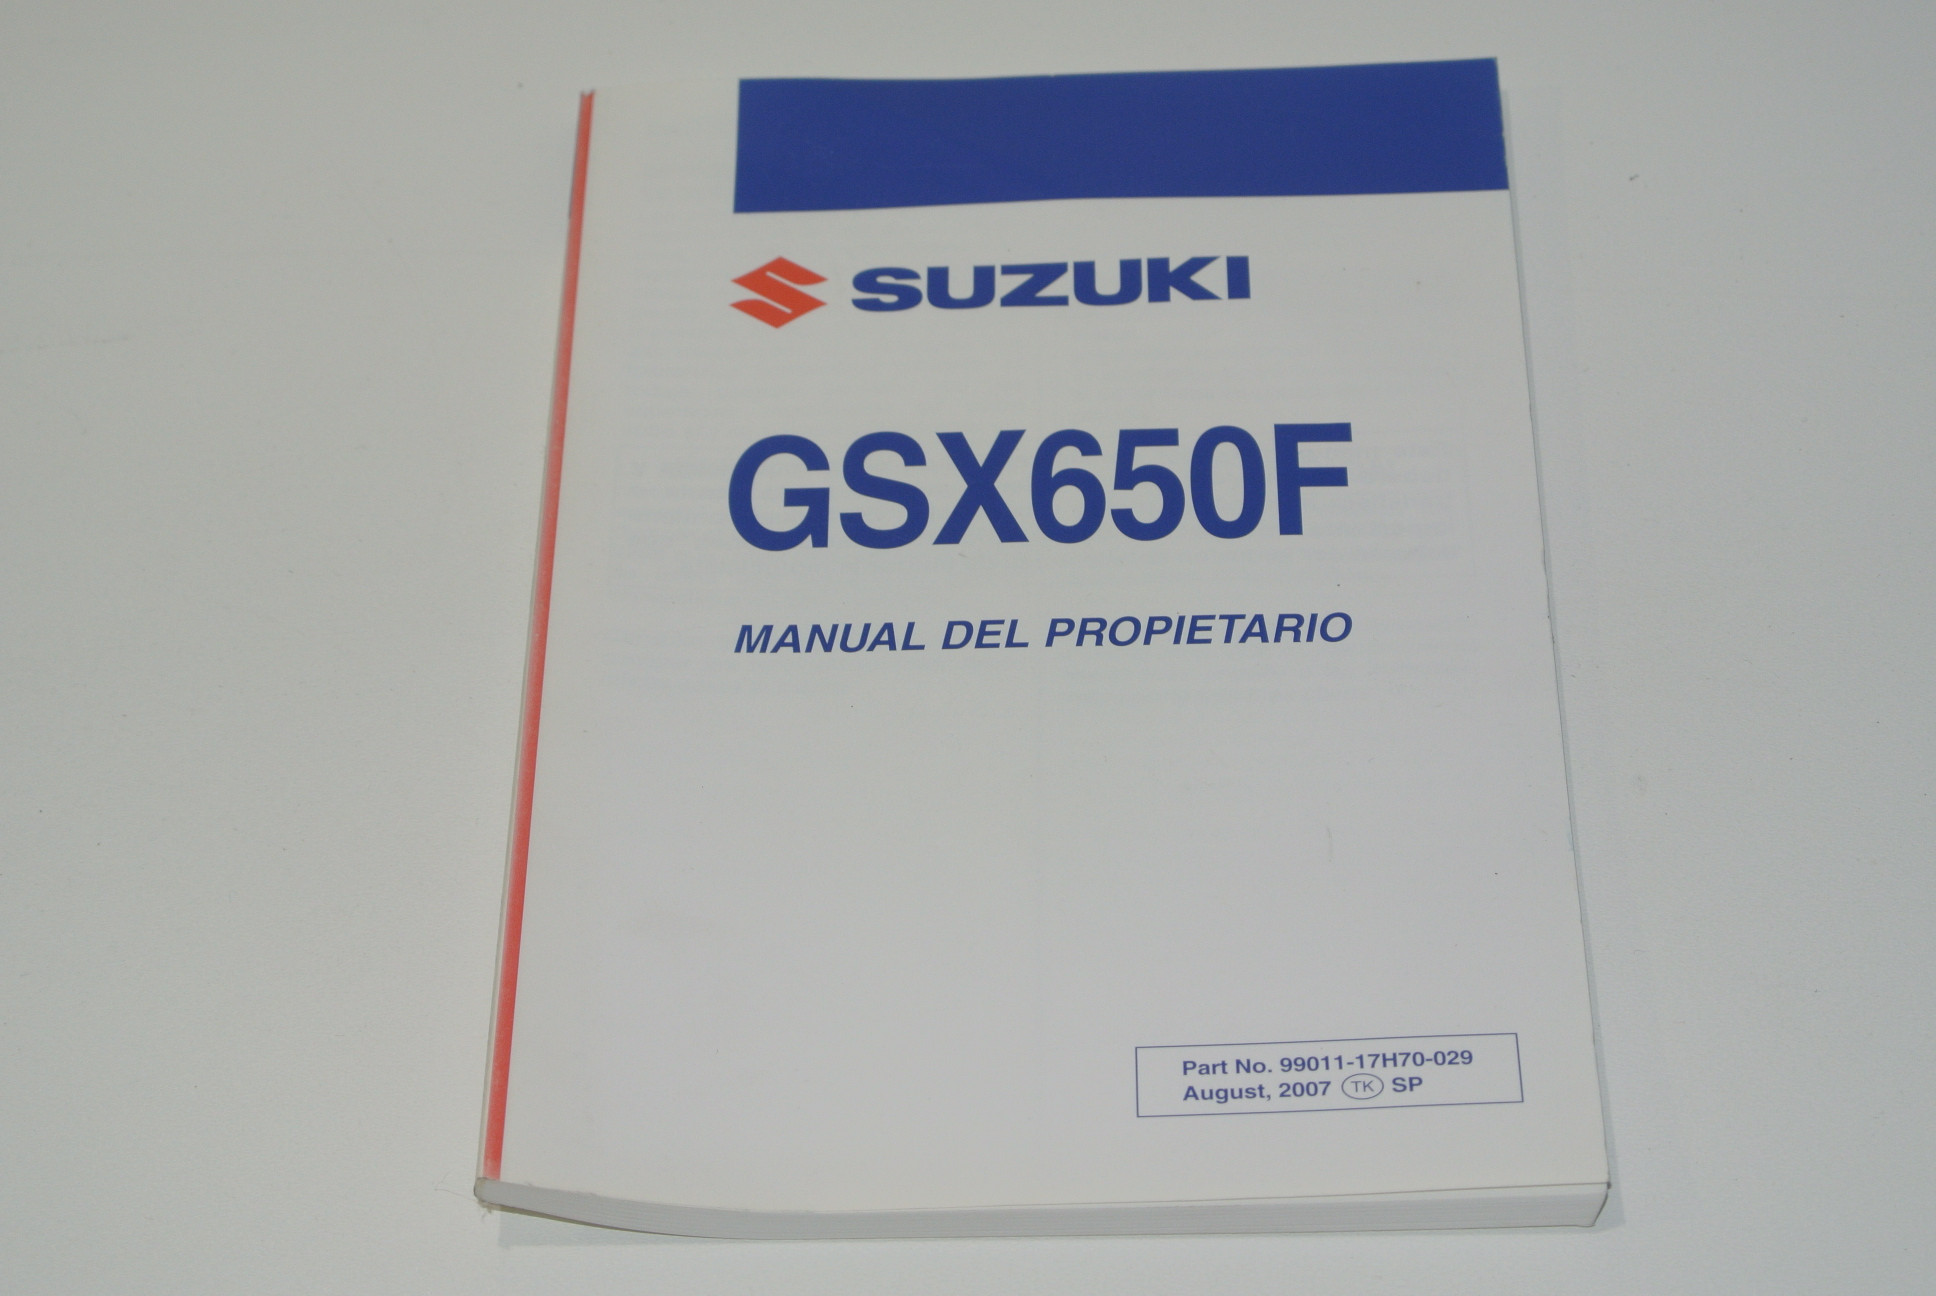 SUZUKI
GSX650F
MANUAL DEL PROPIETARIO
Part No. 99011-17H70-029
August, 2007 TK SP